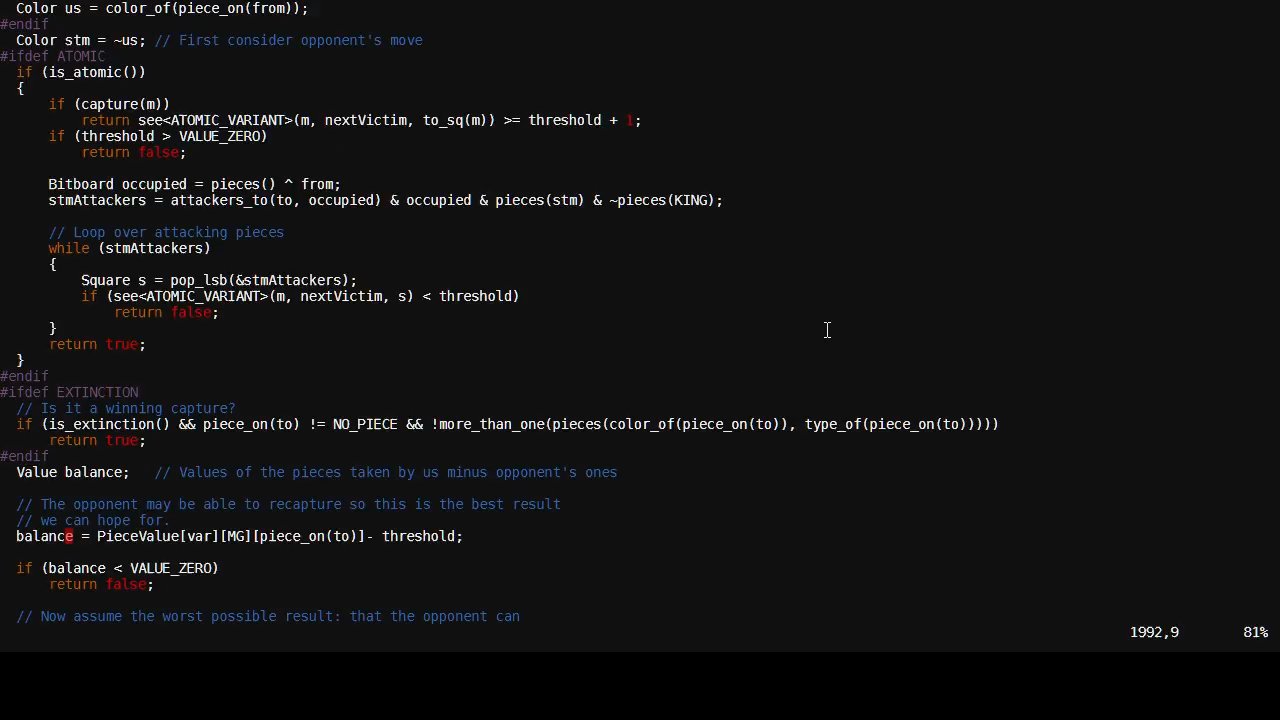 Color us = color_of(piece_on(from));
#endif
Color stm = ~us; // First consider opponent's move
#ifdef ATOMIC
if (is_atomic())
{
if (capture(m))
return see<ATOMIC_VARIANT>(m, nextVictim, to_sq(m)) >= threshold + 1;
if (threshold > VALUE_ZERO)
return false;
Bitboard occupied = pieces() ^ from;
stmAttackers = attackers_to(to, occupied) & occupied & pieces(stm) & ~pieces(KING);
// Loop over attacking pieces
while (stmAttackers)
{
Square s = pop_lsb(&stmAttackers);
if (see<ATOMIC_VARIANT>(m, nextVictim, s) < threshold)
return false;
}
return true;
}
#endif
#ifdef EXTINCTION
// Is it a winning capture?
if (is_extinction() && piece_on(to) != NO_PIECE && !more_than_one(pieces(color_of(piece_on(to)), type_of(piece_on(to)))))
return true;
#endif
Value balance; // Values of the pieces taken by us minus opponent's ones
// The opponent may be able to recapture so this is the best result
// we can hope for.
balance = PieceValue[var][MG][piece_on(to)]- threshold;
if (balance < VALUE_ZERO)
return false;
// Now assume the worst possible result: that the opponent can
1992,9 81%